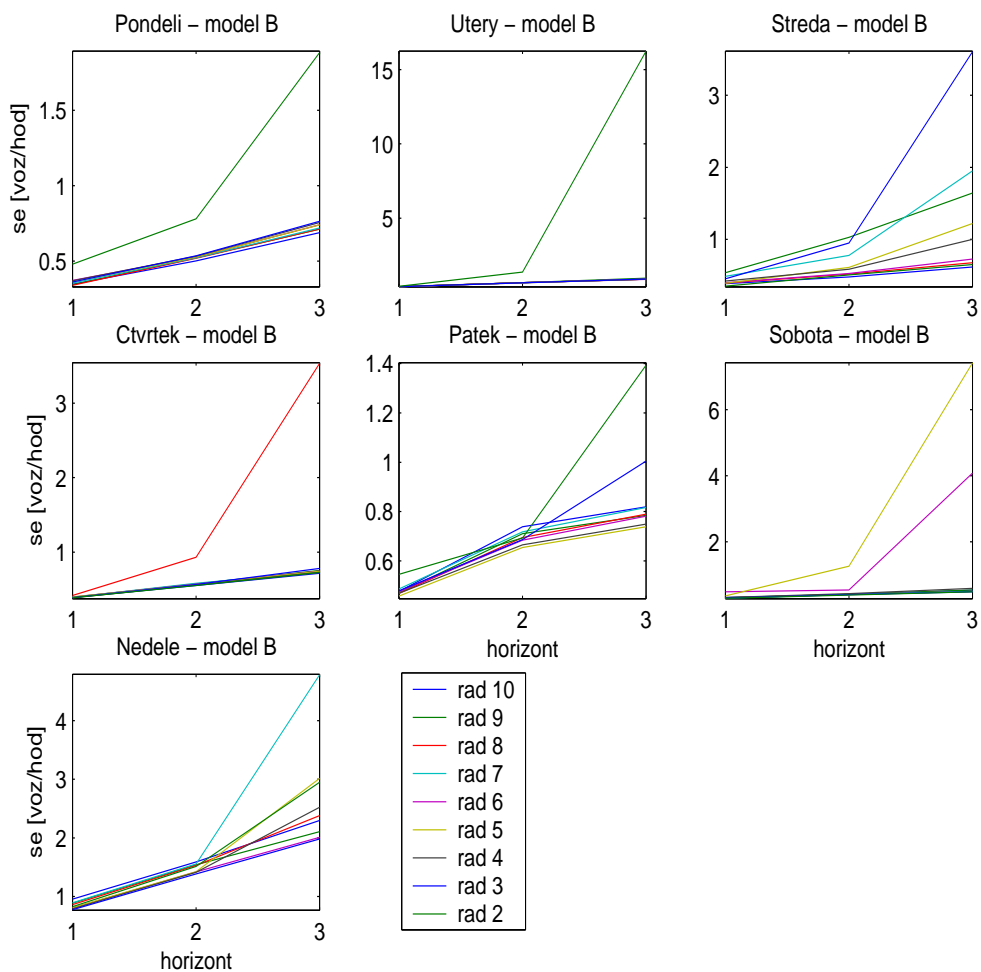 Pondeli − model B
Utery − model B
Streda − model B
se [voz/hod]
1.5
1
0.5
1 2 3
15
10
5
1 2 3
3
2
1
1 2 3
Ctvrtek − model B
Patek − model B
Sobota − model B
se [voz/hod]
3
2
1
1 2 3
1.4
1.2
1
0.8
0.6
1 2 3
horizont
6
4
2
1 2 3
horizont
Nedele − model B
se [voz/hod]
4
3
2
1
1 2 3
horizont
rad 10
rad 9
rad 8
rad 7
rad 6
rad 5
rad 4
rad 3
rad 2